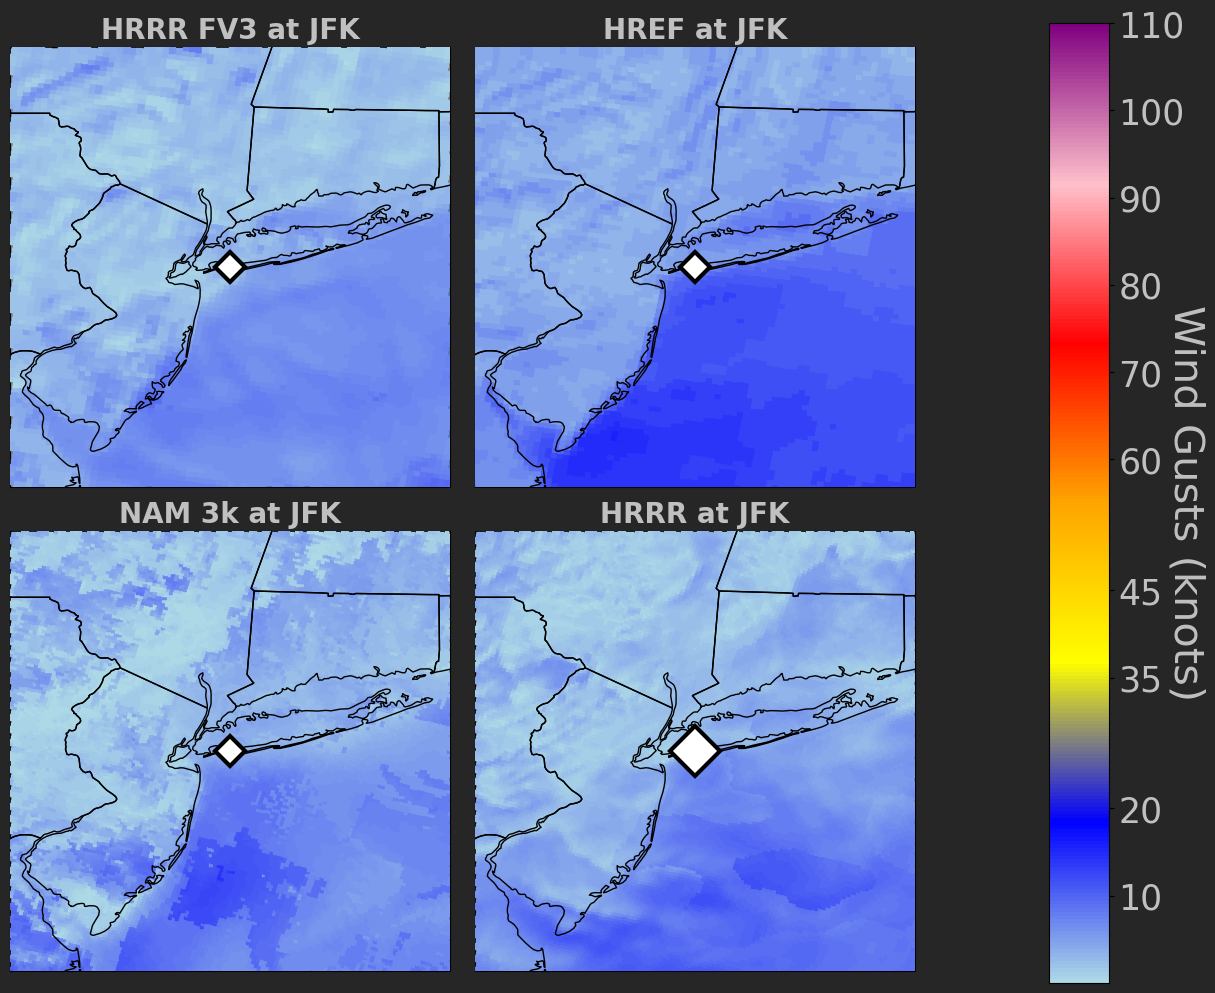 HRRR FV3 at JFK
HREF at JFK
NAM 3k at JFK
HRRR at JFK
110
100
90
80
70
60
45
35
20
10
Wind Gusts (knots)